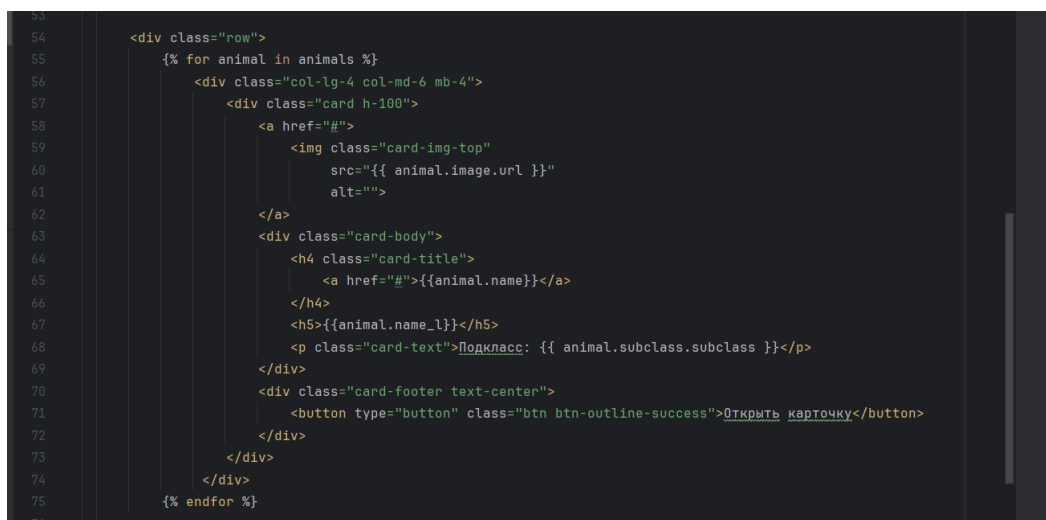 53
54 <div class="row">
55 {% for animal in animals %}
56 <div class="col-lg-4 col-md-6 mb-4">
57 <div class="card h-100">
58 <a href="#">
59 <img class="card-img-top"
60 src="{{ animal.image.url }}"
61 alt="">
62 </a>
63 <div class="card-body">
64 <h4 class="card-title">
65 <a href="#">{{animal.name}}</a>
66 </h4>
67 <h5>{{animal.name_l}}</h5>
68 <p class="card-text">Подкласс: {{ animal.subclass.subclass }}</p>
69 </div>
70 <div class="card-footer text-center">
71 <button type="button" class="btn btn-outline-success">Открыть карточку</button>
72 </div>
73 </div>
74 </div>
75 {% endfor %}